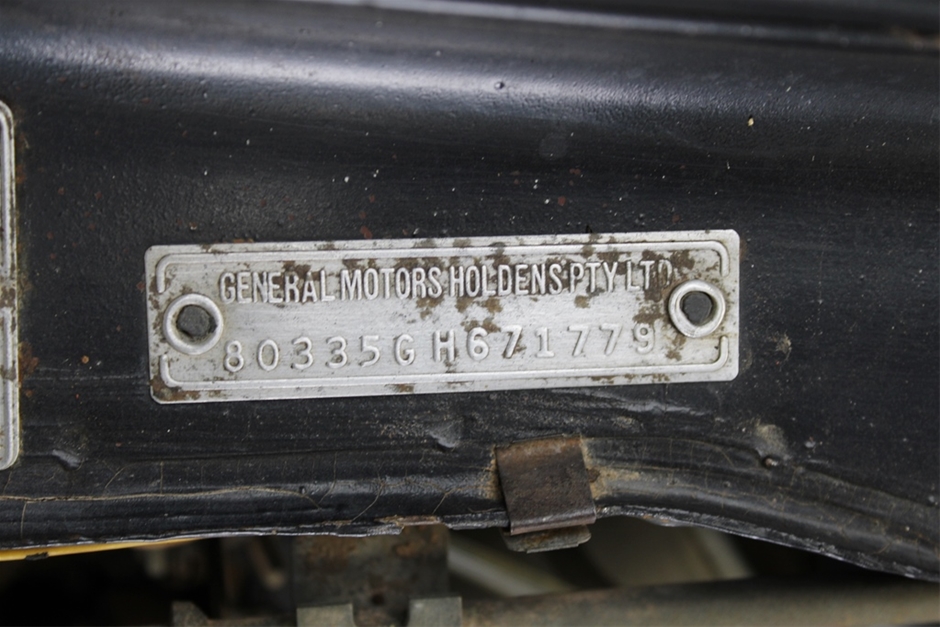 GENERAL MOTORS HOLDENS PTY LTD
80335GH671779